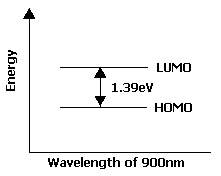 Energy
LUMO
1.39eV
HOMO
Wavelength of 900nm